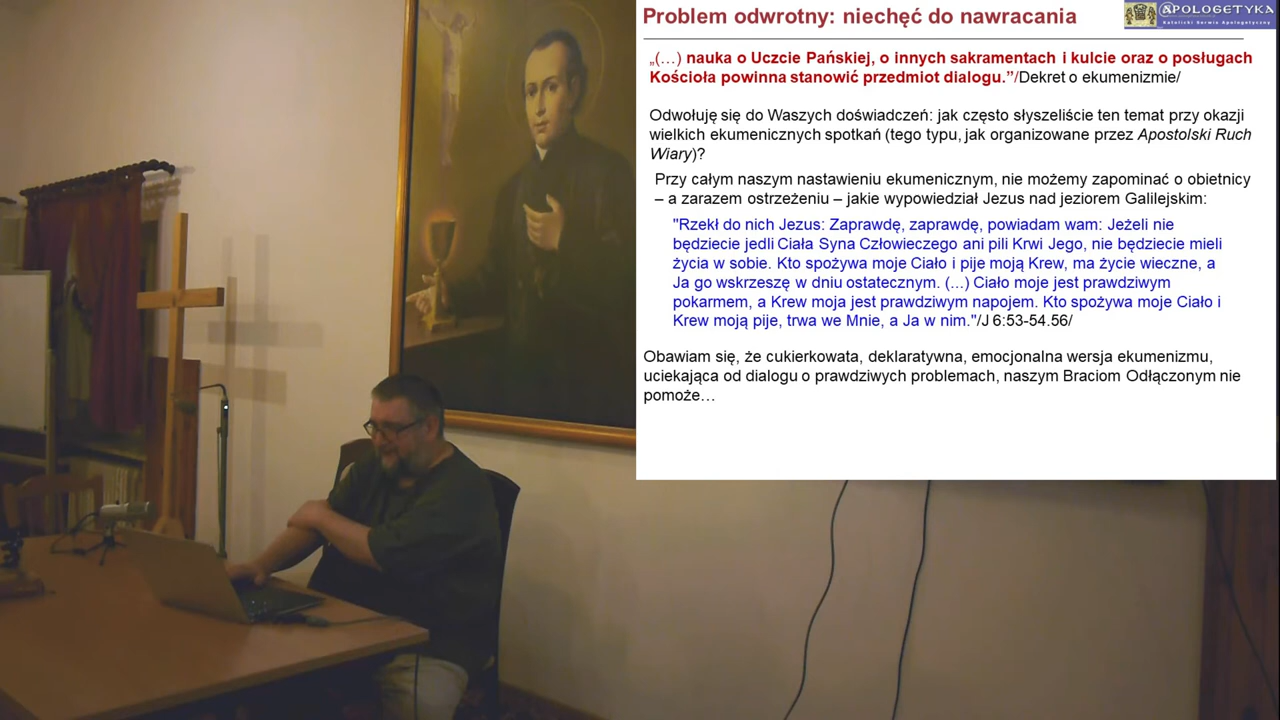 Problem odwrotny: niechęć do nawracania
APOLOGETYKA
Katolicki Serwis Apologetyczny
„(…) nauka o Uczcie Pańskiej, o innych sakramentach i kulcie oraz o posługach
Kościoła powinna stanowić przedmiot dialogu.”/Dekret o ekumenizmie/
Odwołuję się do Waszych doświadczeń: jak często słyszeliście ten temat przy okazji
wielkich ekumenicznych spotkań (tego typu, jak organizowane przez Apostolski Ruch
Wiary)?
Przy całym naszym nastawieniu ekumenicznym, nie możemy zapominać o obietnicy
– a zarazem ostrzeżeniu – jakie wypowiedział Jezus nad jeziorem Galilejskim:
"Rzekł do nich Jezus: Zaprawdę, zaprawdę, powiadam wam: Jeżeli nie
będziecie jedli Ciała Syna Człowieczego ani pili Krwi Jego, nie będziecie mieli
życia w sobie. Kto spożywa moje Ciało i pije moją Krew, ma życie wieczne, a
Ja go wskrzeszę w dniu ostatecznym. (...) Ciało moje jest prawdziwym
pokarmem, a Krew moja jest prawdziwym napojem. Kto spożywa moje Ciało i
Krew moją pije, trwa we Mnie, a Ja w nim."/J 6:53-54.56/
Obawiam się, że cukierkowata, deklaratywna, emocjonalna wersja ekumenizmu,
uciekająca od dialogu o prawdziwych problemach, naszym Braciom Odłączonym nie
pomoże…